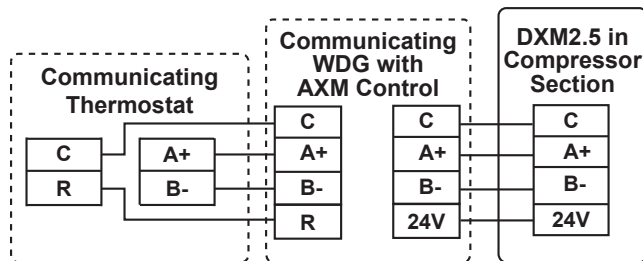 Communicating
Thermostat
C
R
A+
B-
Communicating
WDG with
AXM Control
C
A+
B-
R
C
A+
B-
24V
DXM2.5 in
Compressor
Section
C
A+
B-
24V